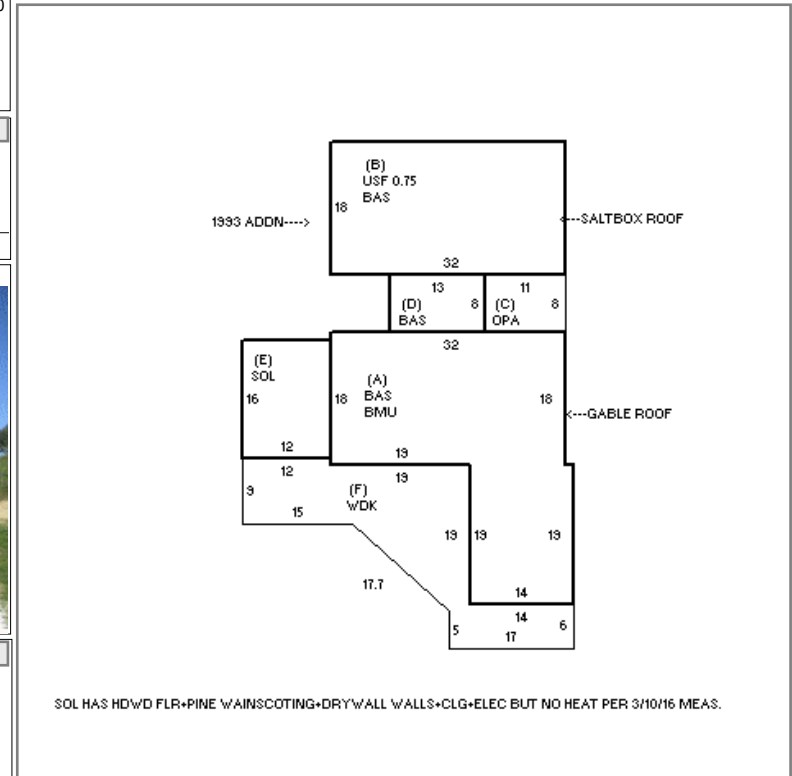 (B)
USF 0.75
BAS
18
1993 ADDN---->
<---SALTBOX ROOF
32
13
11
(D)
8
(C)
8
BAS
OPA
32
(E)
SOL
(A)
BAS
BMU
16
18
18
<---GABLE ROOF
12
19
12
19
9
(F)
WDK
15
19
19
19
17.7
14
14
5
17
6
SOL HAS HDWD FLR+PINE WAINSCOTING+DRYWALL WALLS+CLG+ELEC BUT NO HEAT PER 3/10/16 MEAS.